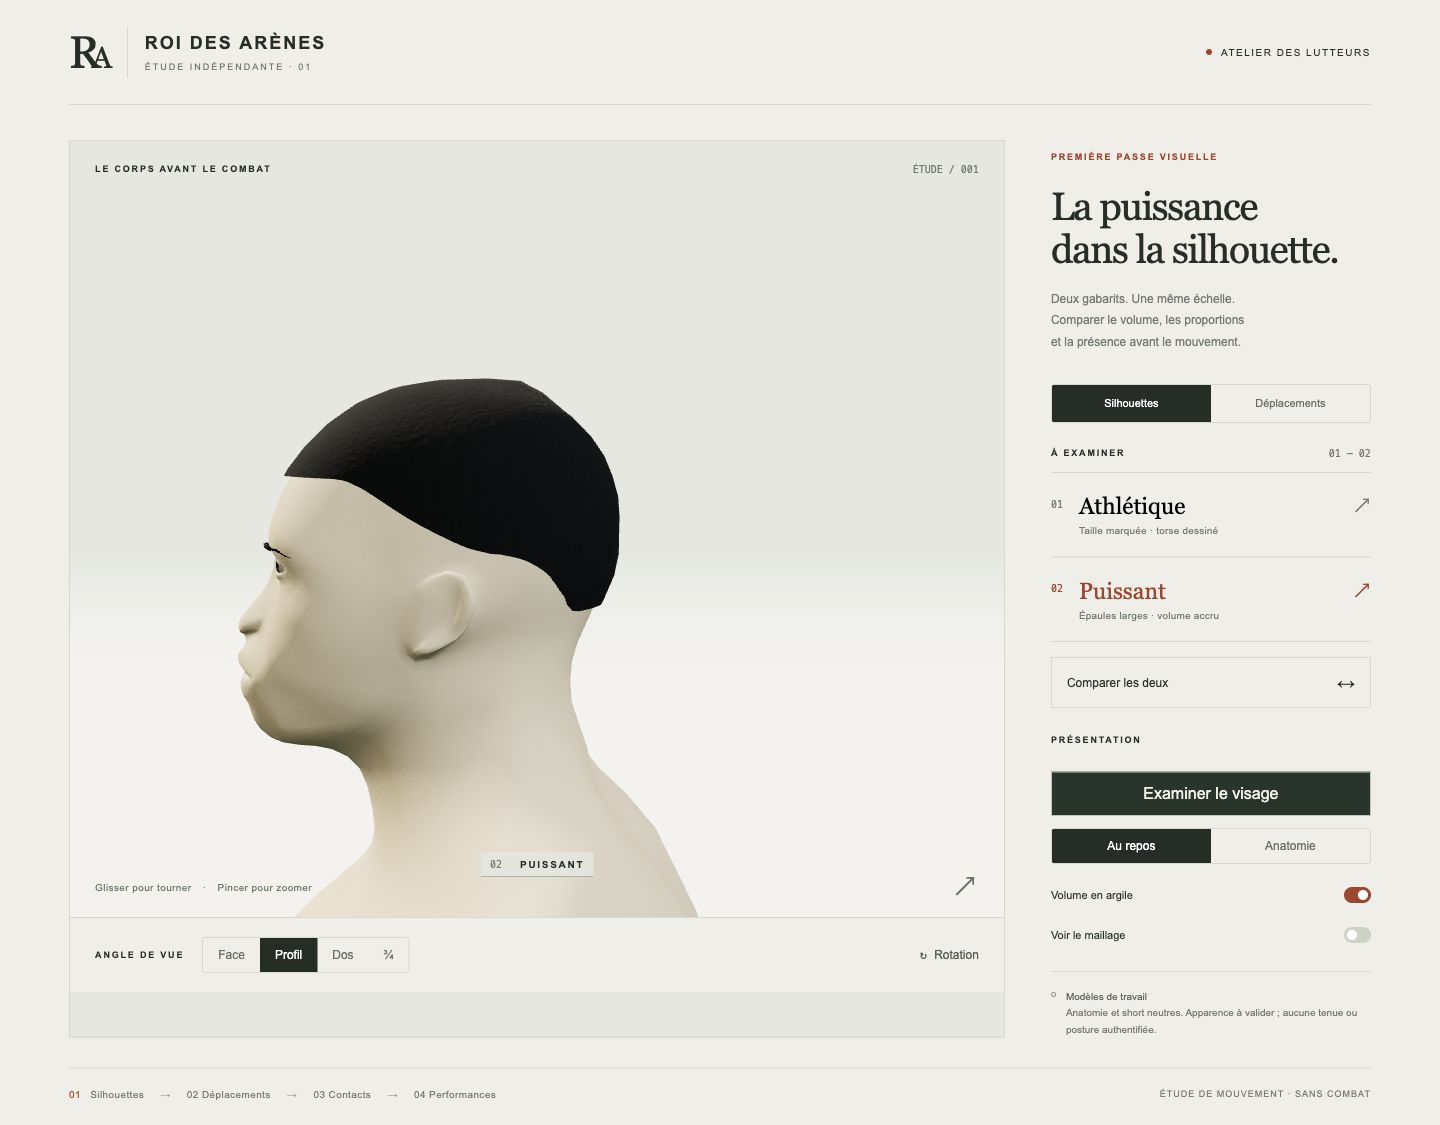 RA
ROI DES ARÈNES
ÉTUDE INDÉPENDANTE · 01
ATELIER DES LUTTEURS
LE CORPS AVANT LE COMBAT
ÉTUDE / 001
02 PUISSANT
Glisser pour tourner · Pincer pour zoomer
ANGLE DE VUE
Face
Profil
Dos
¾
↻ Rotation
PREMIÈRE PASSE VISUELLE
La puissance
dans la silhouette.
Deux gabarits. Une même échelle.
Comparer le volume, les proportions
et la présence avant le mouvement.
Silhouettes
Déplacements
À EXAMINER
01 — 02
01 Athlétique ↗
Taille marquée · torse dessiné
02 Puissant ↗
Épaules larges · volume accru
Comparer les deux ↔
PRÉSENTATION
Examiner le visage
Au repos
Anatomie
Volume en argile
Voir le maillage
Modèles de travail
Anatomie et short neutres. Apparence à valider ; aucune tenue ou
posture authentifiée.
01 Silhouettes → 02 Déplacements → 03 Contacts → 04 Performances
ÉTUDE DE MOUVEMENT · SANS COMBAT